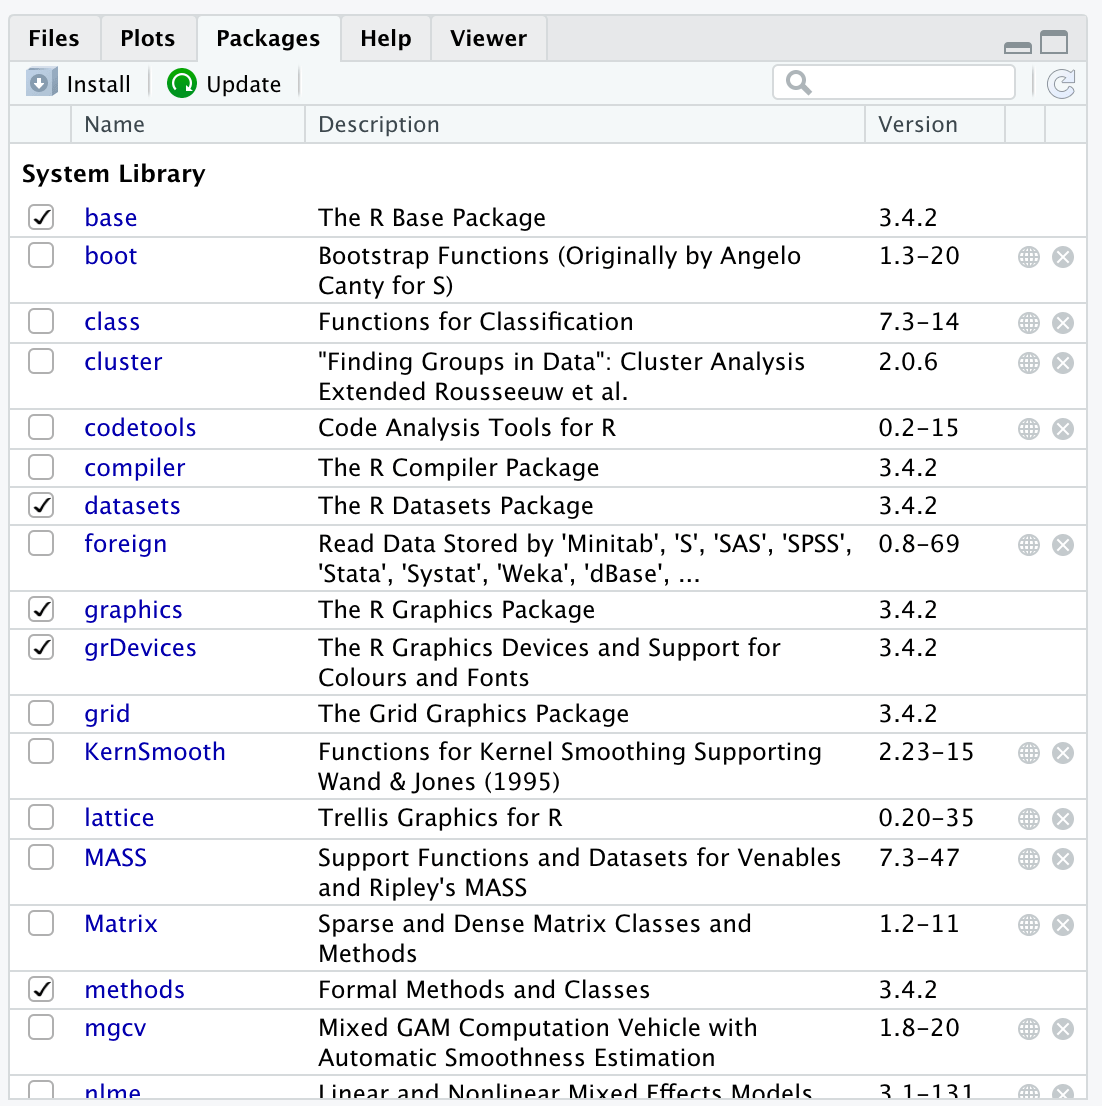 Files Plots Packages Help Viewer
Install Update
Name Description Version
System Library
base The R Base Package 3.4.2
boot Bootstrap Functions (Originally by Angelo 1.3-20
Canty for S)
class Functions for Classification 7.3-14
cluster "Finding Groups in Data": Cluster Analysis 2.0.6
Extended Rousseeuw et al.
codetools Code Analysis Tools for R 0.2-15
compiler The R Compiler Package 3.4.2
datasets The R Datasets Package 3.4.2
foreign Read Data Stored by 'Minitab', 'S', 'SAS', 'SPSS', 0.8-69
'Stata', 'Systat', 'Weka', 'dBase', ...
graphics The R Graphics Package 3.4.2
grDevices The R Graphics Devices and Support for 3.4.2
Colours and Fonts
grid The Grid Graphics Package 3.4.2
KernSmooth Functions for Kernel Smoothing Supporting 2.23-15
Wand & Jones (1995)
lattice Trellis Graphics for R 0.20-35
MASS Support Functions and Datasets for Venables 7.3-47
and Ripley's MASS
Matrix Sparse and Dense Matrix Classes and 1.2-11
Methods
methods Formal Methods and Classes 3.4.2
mgcv Mixed GAM Computation Vehicle with 1.8-20
Automatic Smoothness Estimation
nlme Linear and Nonlinear Mixed Effects Models 3.1-131